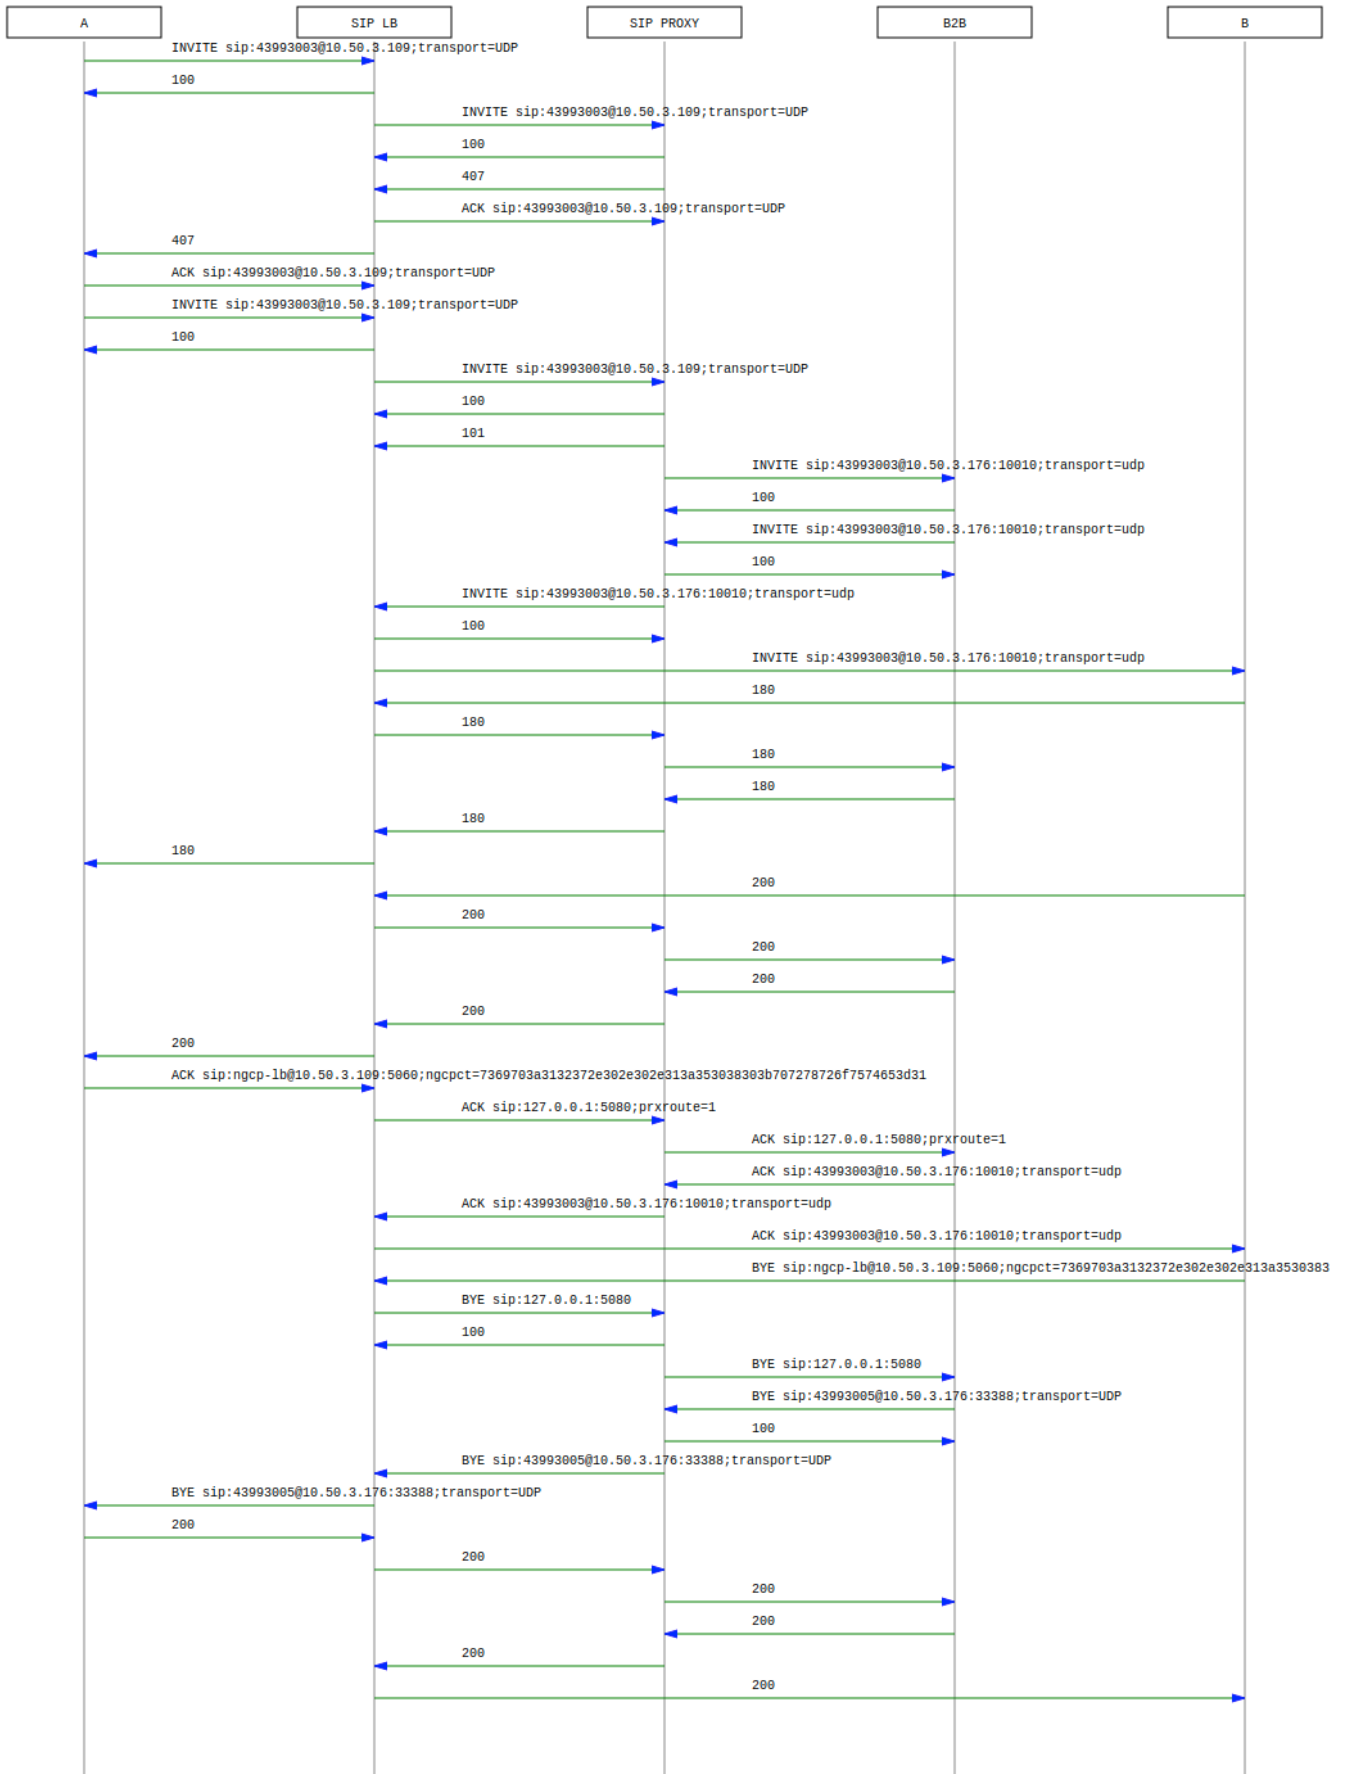 A
SIP LB
SIP PROXY
B2B
B
INVITE sip:43993003@10.50.3.109;transport=UDP
100
INVITE sip:43993003@10.50.3.109;transport=UDP
100
407
ACK sip:43993003@10.50.3.109;transport=UDP
407
ACK sip:43993003@10.50.3.109;transport=UDP
INVITE sip:43993003@10.50.3.109;transport=UDP
100
INVITE sip:43993003@10.50.3.109;transport=UDP
100
101
INVITE sip:43993003@10.50.3.176:10010;transport=udp
100
INVITE sip:43993003@10.50.3.176:10010;transport=udp
100
INVITE sip:43993003@10.50.3.176:10010;transport=udp
100
INVITE sip:43993003@10.50.3.176:10010;transport=udp
180
180
180
180
180
180
200
200
200
200
200
200
ACK sip:ngcp-lb@10.50.3.109:5060;ngcpct=7369703a3132372e302e302e313a353038303b707278726f7574653d31
ACK sip:127.0.0.1:5080;prxroute=1
ACK sip:127.0.0.1:5080;prxroute=1
ACK sip:43993003@10.50.3.176:10010;transport=udp
ACK sip:43993003@10.50.3.176:10010;transport=udp
ACK sip:43993003@10.50.3.176:10010;transport=udp
BYE sip:ngcp-lb@10.50.3.109:5060;ngcpct=7369703a3132372e302e302e313a3530383
BYE sip:127.0.0.1:5080
100
BYE sip:127.0.0.1:5080
BYE sip:43993005@10.50.3.176:33388;transport=UDP
100
BYE sip:43993005@10.50.3.176:33388;transport=UDP
BYE sip:43993005@10.50.3.176:33388;transport=UDP
200
200
200
200
200
200